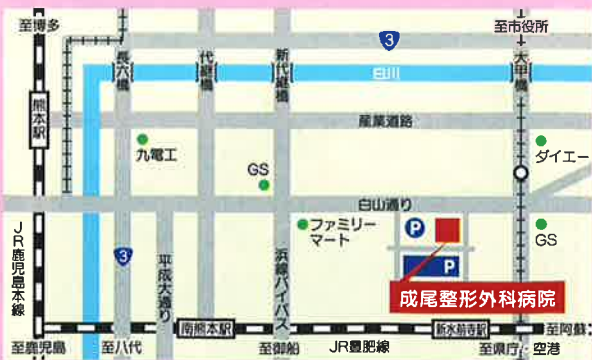 至博多
至市役所
3
長六橋
代継橋
新代継橋
白川
大甲橋
熊本駅
産業道路
九電工
ダイエー
GS
白山通り
ファミリー
マート
P
GS
JR鹿児島本線
3
平成大通り
浜線バイパス
P
成尾整形外科病院
南熊本駅
新水前寺駅
至阿蘇
至鹿児島
至八代
至御船
JR豊肥線
至県庁・空港